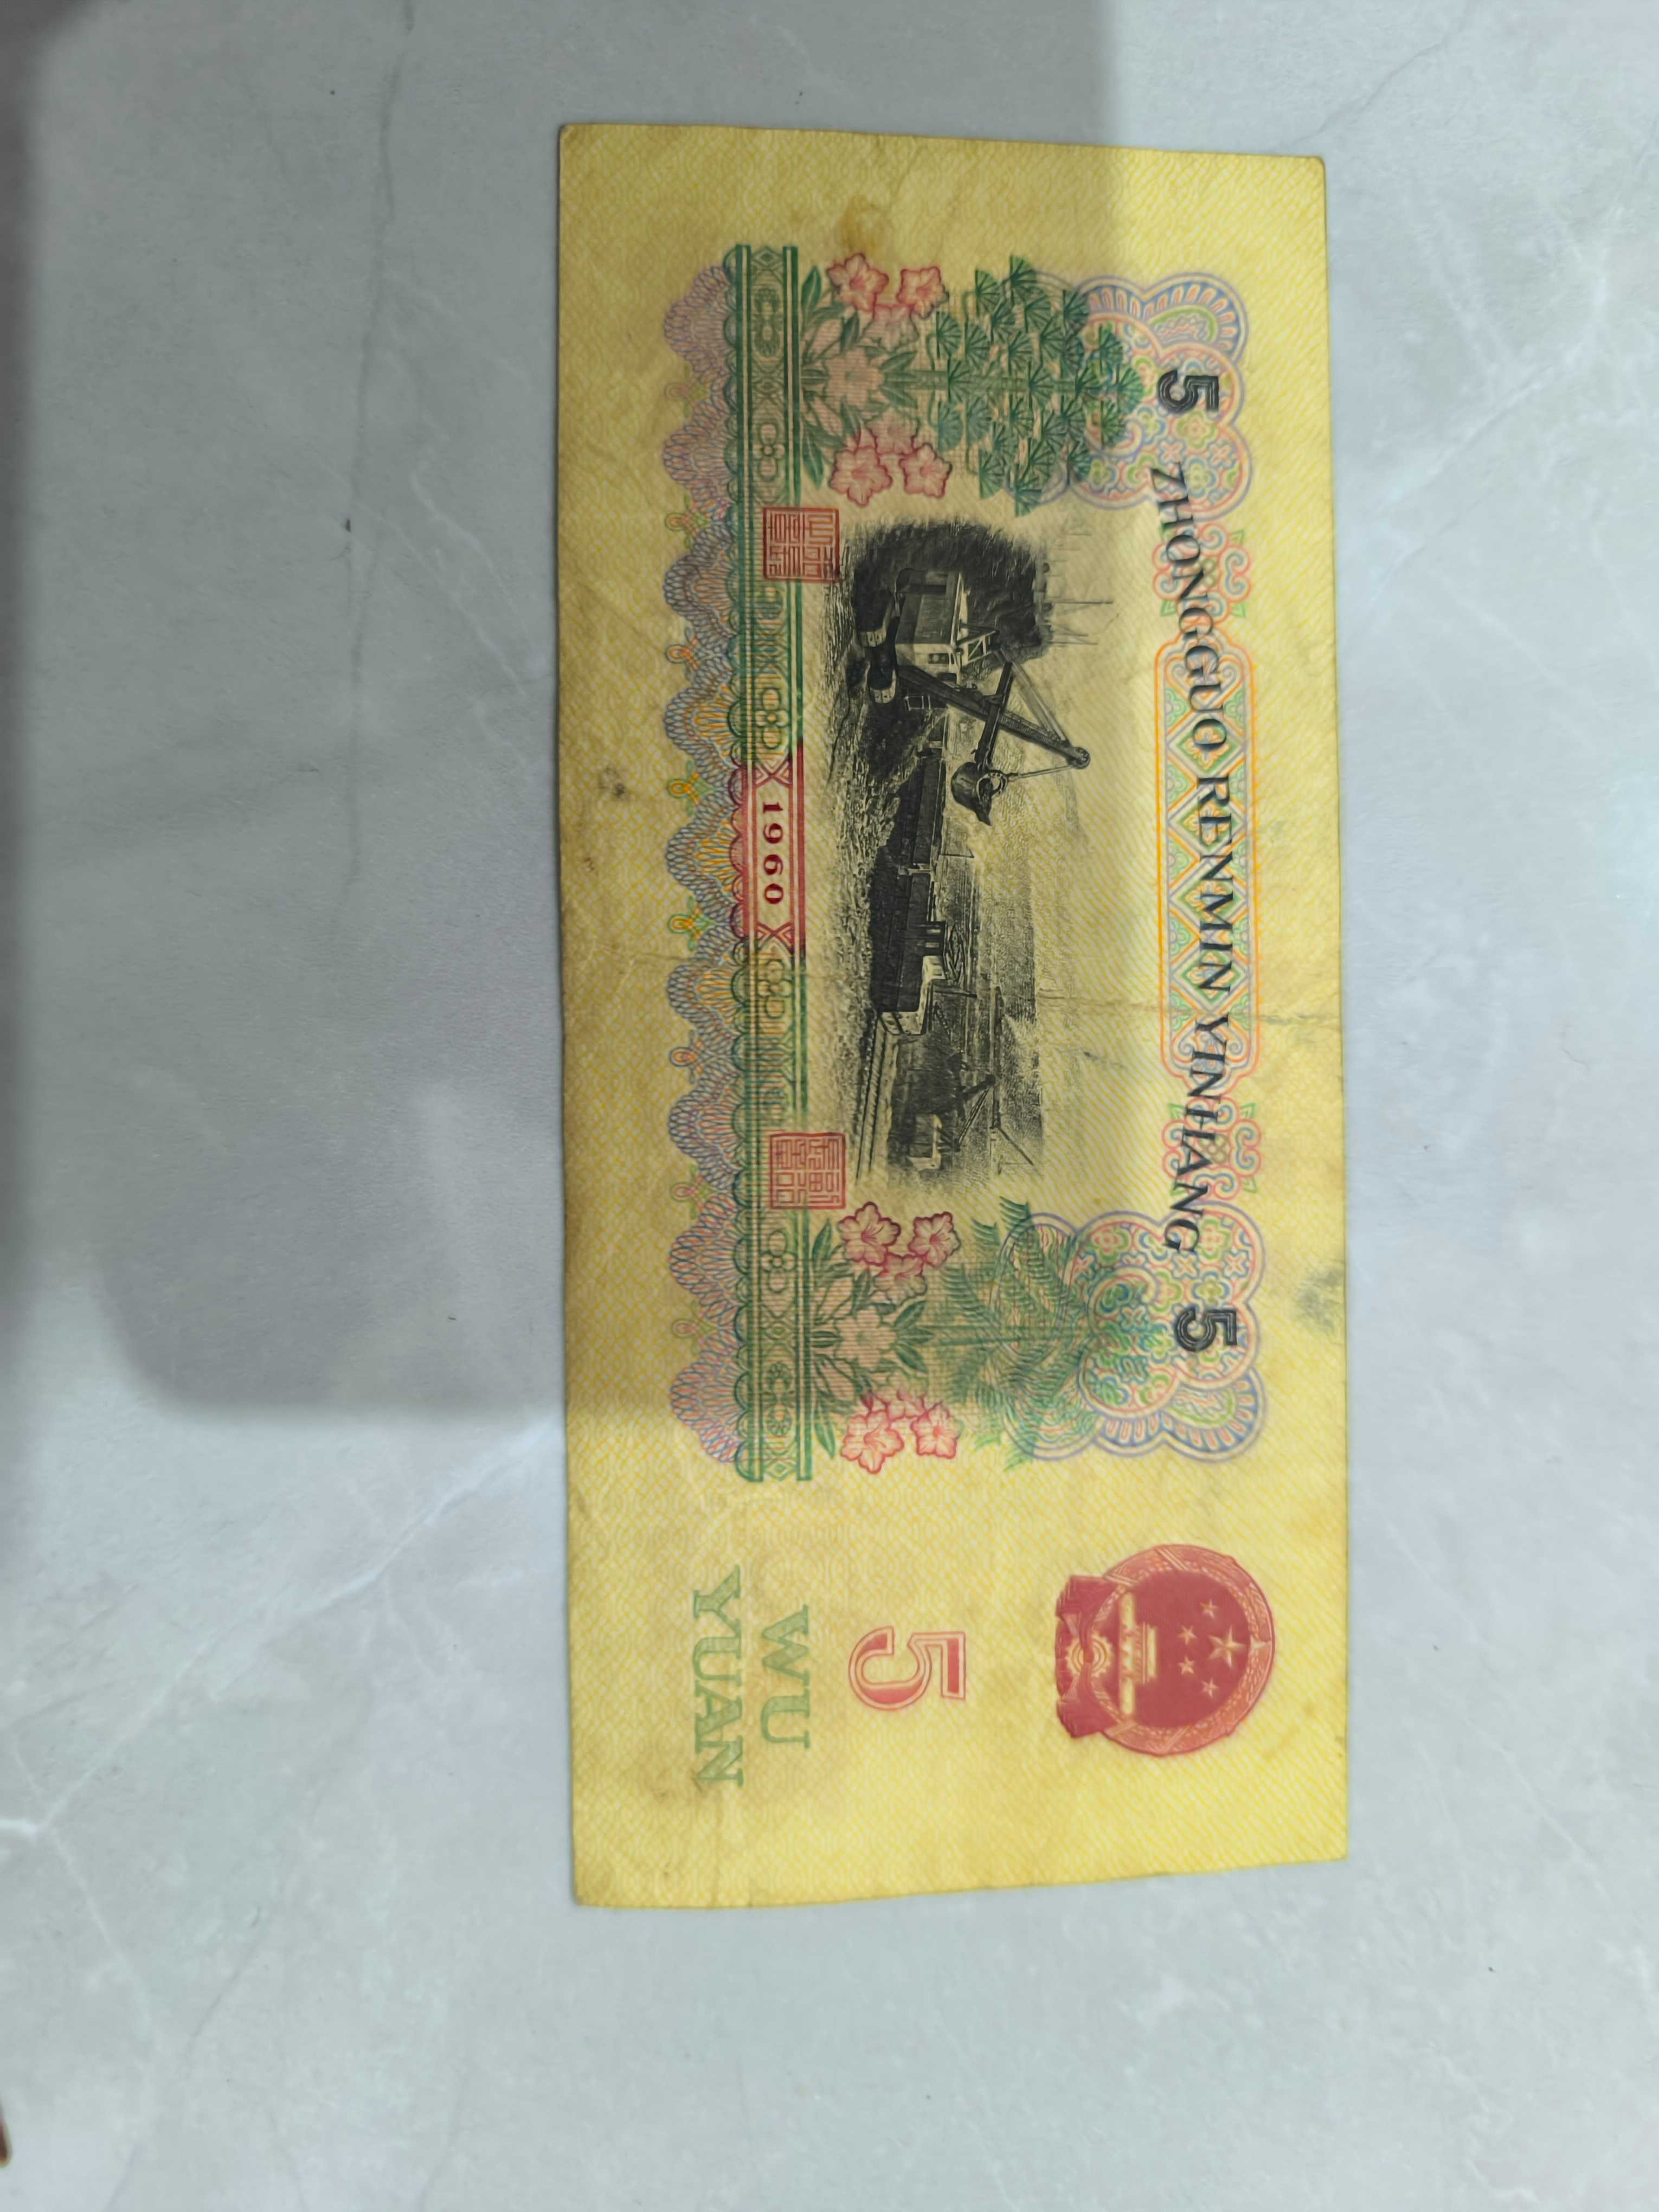 5 ZHONGGUO RENMIN YINHANG 5
1960
5
WU
YUAN